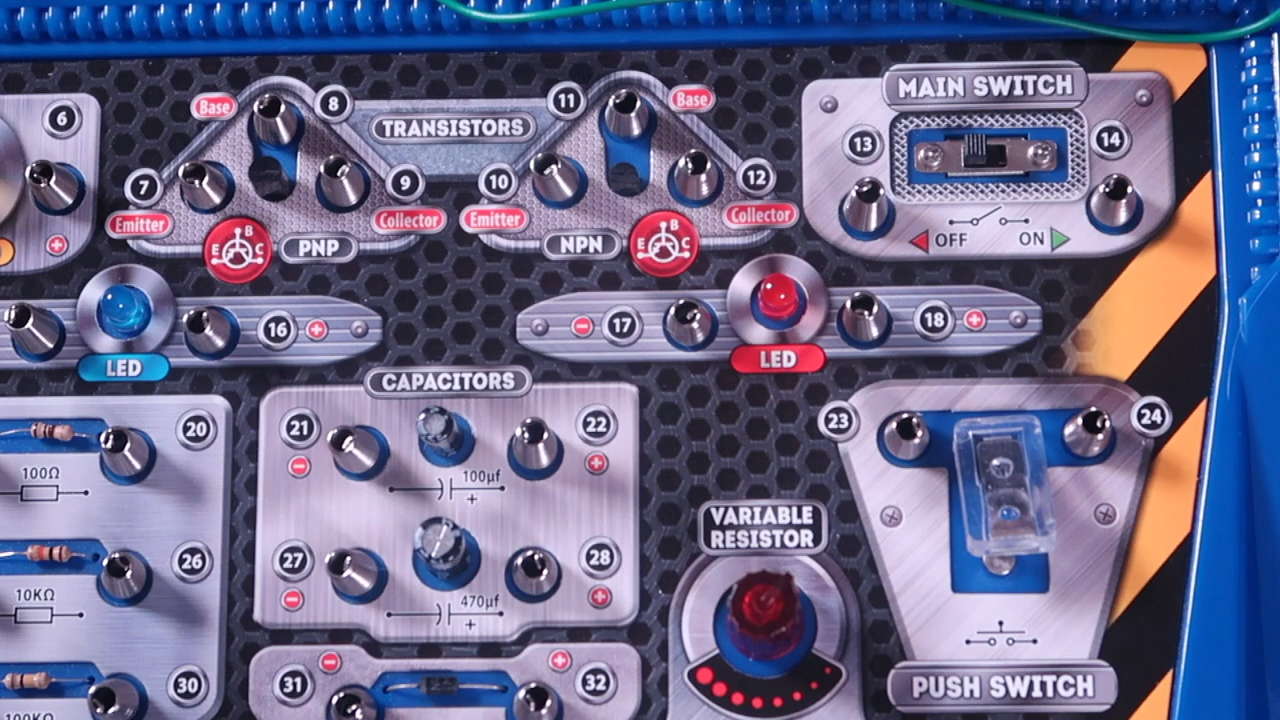 MAIN SWITCH
6
Base
8
11
Base
TRANSISTORS
13
14
7
9
10
12
Emitter
Collector
Emitter
Collector
B
E C
PNP
NPN
B
E C
OFF
ON
16 +
- 17
18 +
LED
LED
CAPACITORS
20
21
22
23
24
-
+
100Ω
100µf
+
VARIABLE
RESISTOR
26
27
28
10KΩ
-
+
470µf
+
30
31
-
+
32
100KΩ
PUSH SWITCH